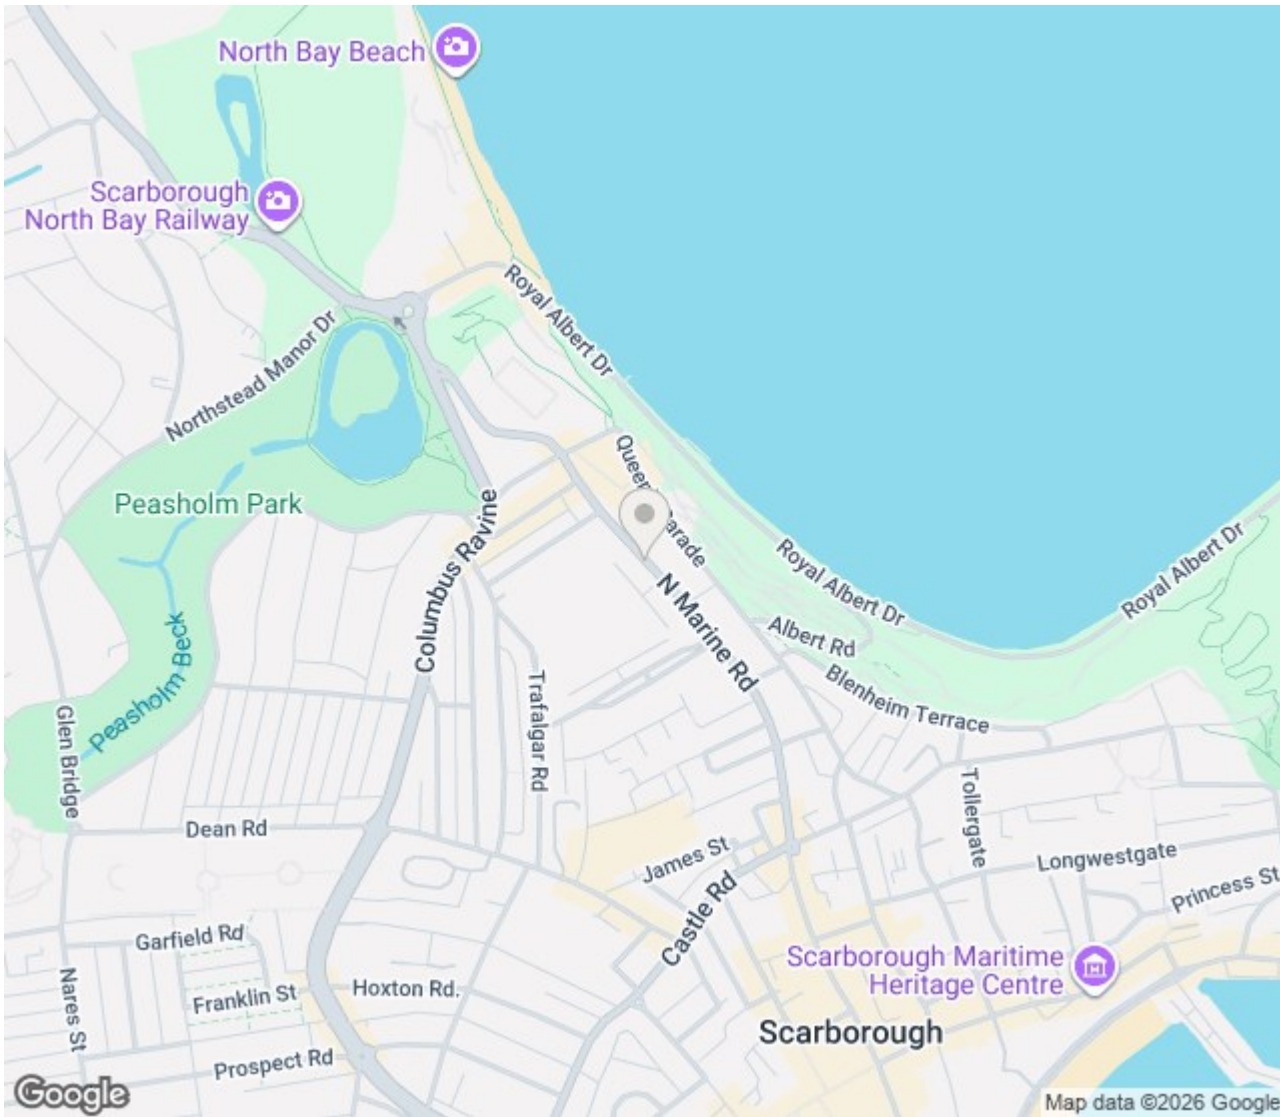 North Bay Beach
Scarborough
North Bay Railway
Royal Albert Dr
Northstead Manor Dr
Peasholm Park
Columbus Ravine
Parade
N Marine Rd
Royal Albert Dr
Royal Albert Dr
Albert Rd
Blenheim Terrace
Peasholm Beck
Glen Bridge
Trafalgar Rd
Tollergate
Dean Rd
James St
Longwestgate
Princess St
Castle Rd
Garfield Rd
Scarborough Maritime
Heritage Centre
Nares St
Franklin St
Hoxton Rd.
Scarborough
Prospect Rd
Google
Map data ©2026 Google